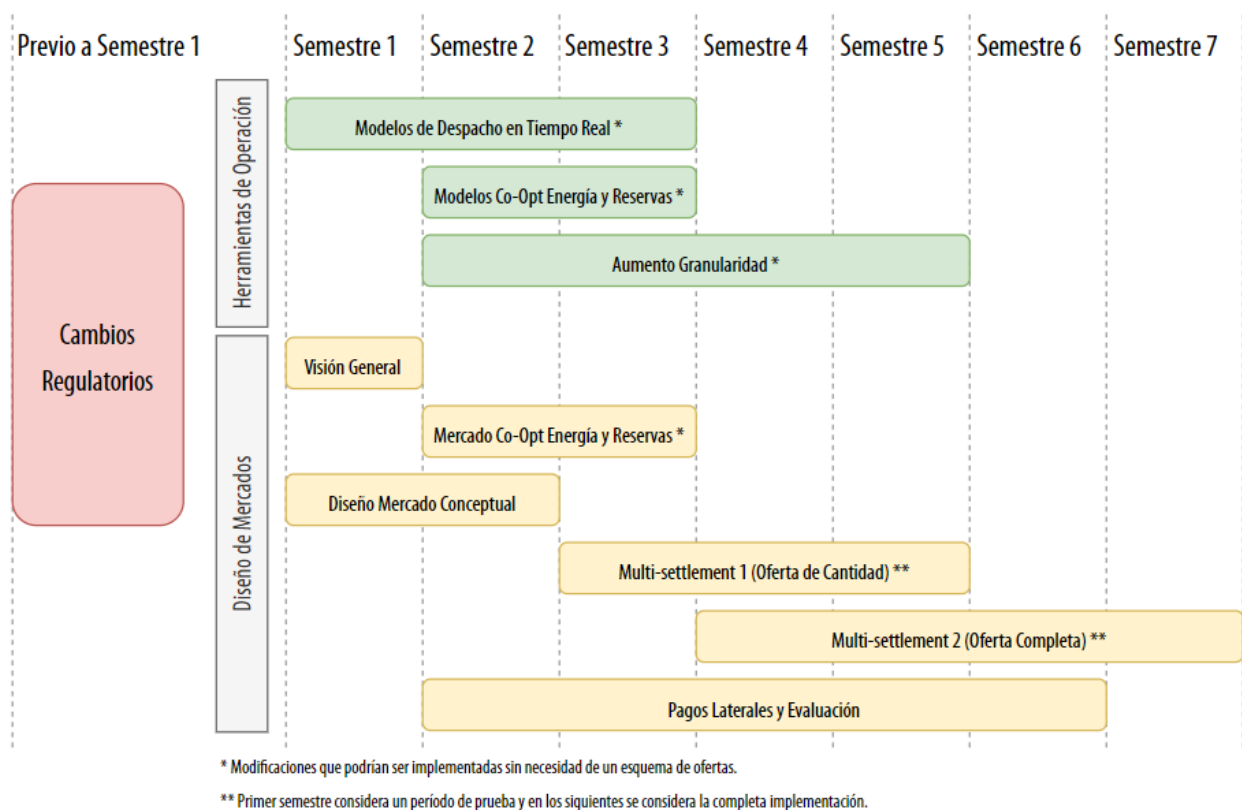 Previo a Semestre 1
Semestre 1
Semestre 2
Semestre 3
Semestre 4
Semestre 5
Semestre 6
Semestre 7
Cambios
Regulatorios
Herramientas de Operación
Modelos de Despacho en Tiempo Real *
Modelos Co-Opt Energía y Reservas *
Aumento Granularidad *
Diseño de Mercados
Visión General
Mercado Co-Opt Energía y Reservas *
Diseño Mercado Conceptual
Multi-settlement 1 (Oferta de Cantidad) **
Multi-settlement 2 (Oferta Completa) **
Pagos Laterales y Evaluación
* Modificaciones que podrían ser implementadas sin necesidad de un esquema de ofertas.
** Primer semestre considera un período de prueba y en los siguientes se considera la completa implementación.